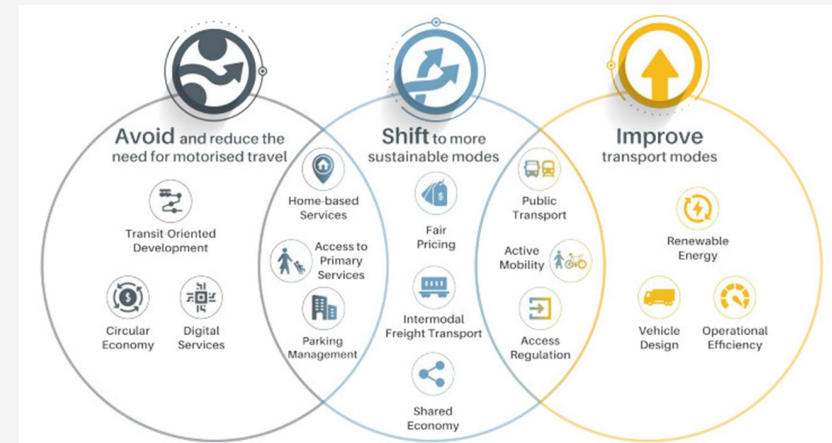 Avoid and reduce the
need for motorised travel
Shift to more
sustainable modes
Improve
transport modes
Transit-Oriented
Development
Circular
Economy
Digital
Services
Home-based
Services
Access to
Primary
Services
Parking
Management
Fair
Pricing
Intermodal
Freight Transport
Shared
Economy
Public
Transport
Active
Mobility
Access
Regulation
Renewable
Energy
Vehicle
Design
Operational
Efficiency